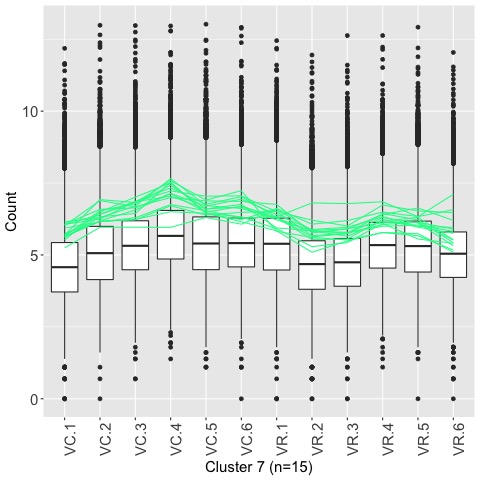 Count
10
5
0
VC.1
VC.2
VC.3
VC.4
VC.5
VC.6
VR.1
VR.2
VR.3
VR.4
VR.5
VR.6
Cluster 7 (n=15)